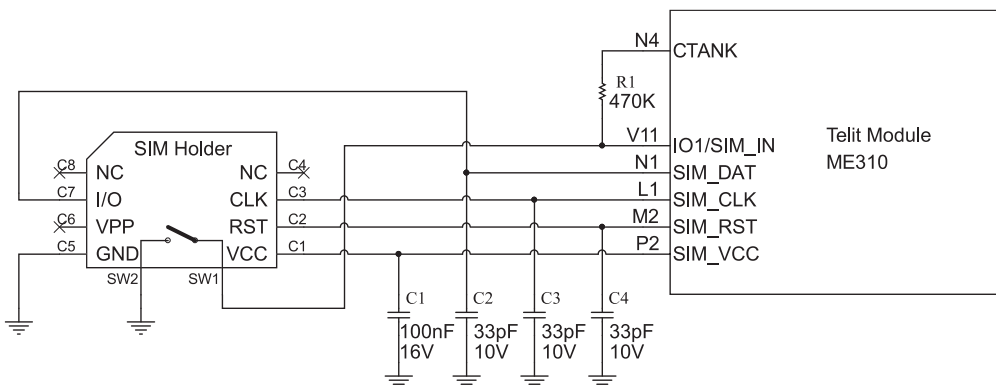 N4
CTANK
R1
470K
V11
IO1/SIM_IN
Telit Module
ME310
N1
SIM_DAT
L1
SIM_CLK
M2
SIM_RST
P2
SIM_VCC
SIM Holder
C8
NC
NC
C4
C7
I/O
CLK
C3
C6
VPP
RST
C2
C5
GND
VCC
C1
SW2
SW1
C1
100nF
16V
C2
33pF
10V
C3
33pF
10V
C4
33pF
10V